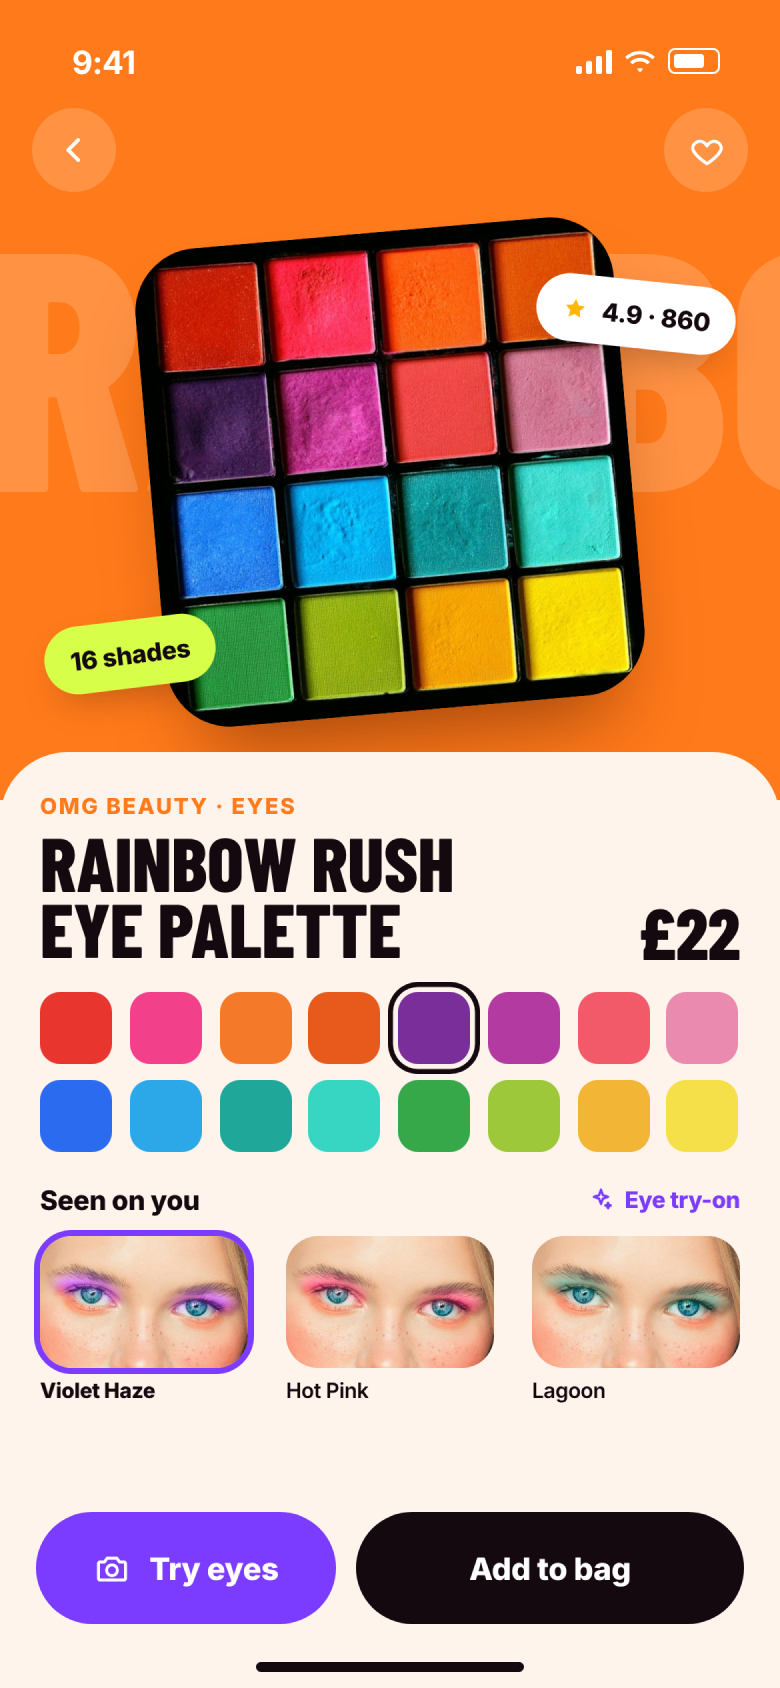 9:41
R
BO
4.9 · 860
16 shades
OMG BEAUTY · EYES
RAINBOW RUSH
EYE PALETTE
£22
Seen on you
Eye try-on
Violet Haze
Hot Pink
Lagoon
Try eyes
Add to bag